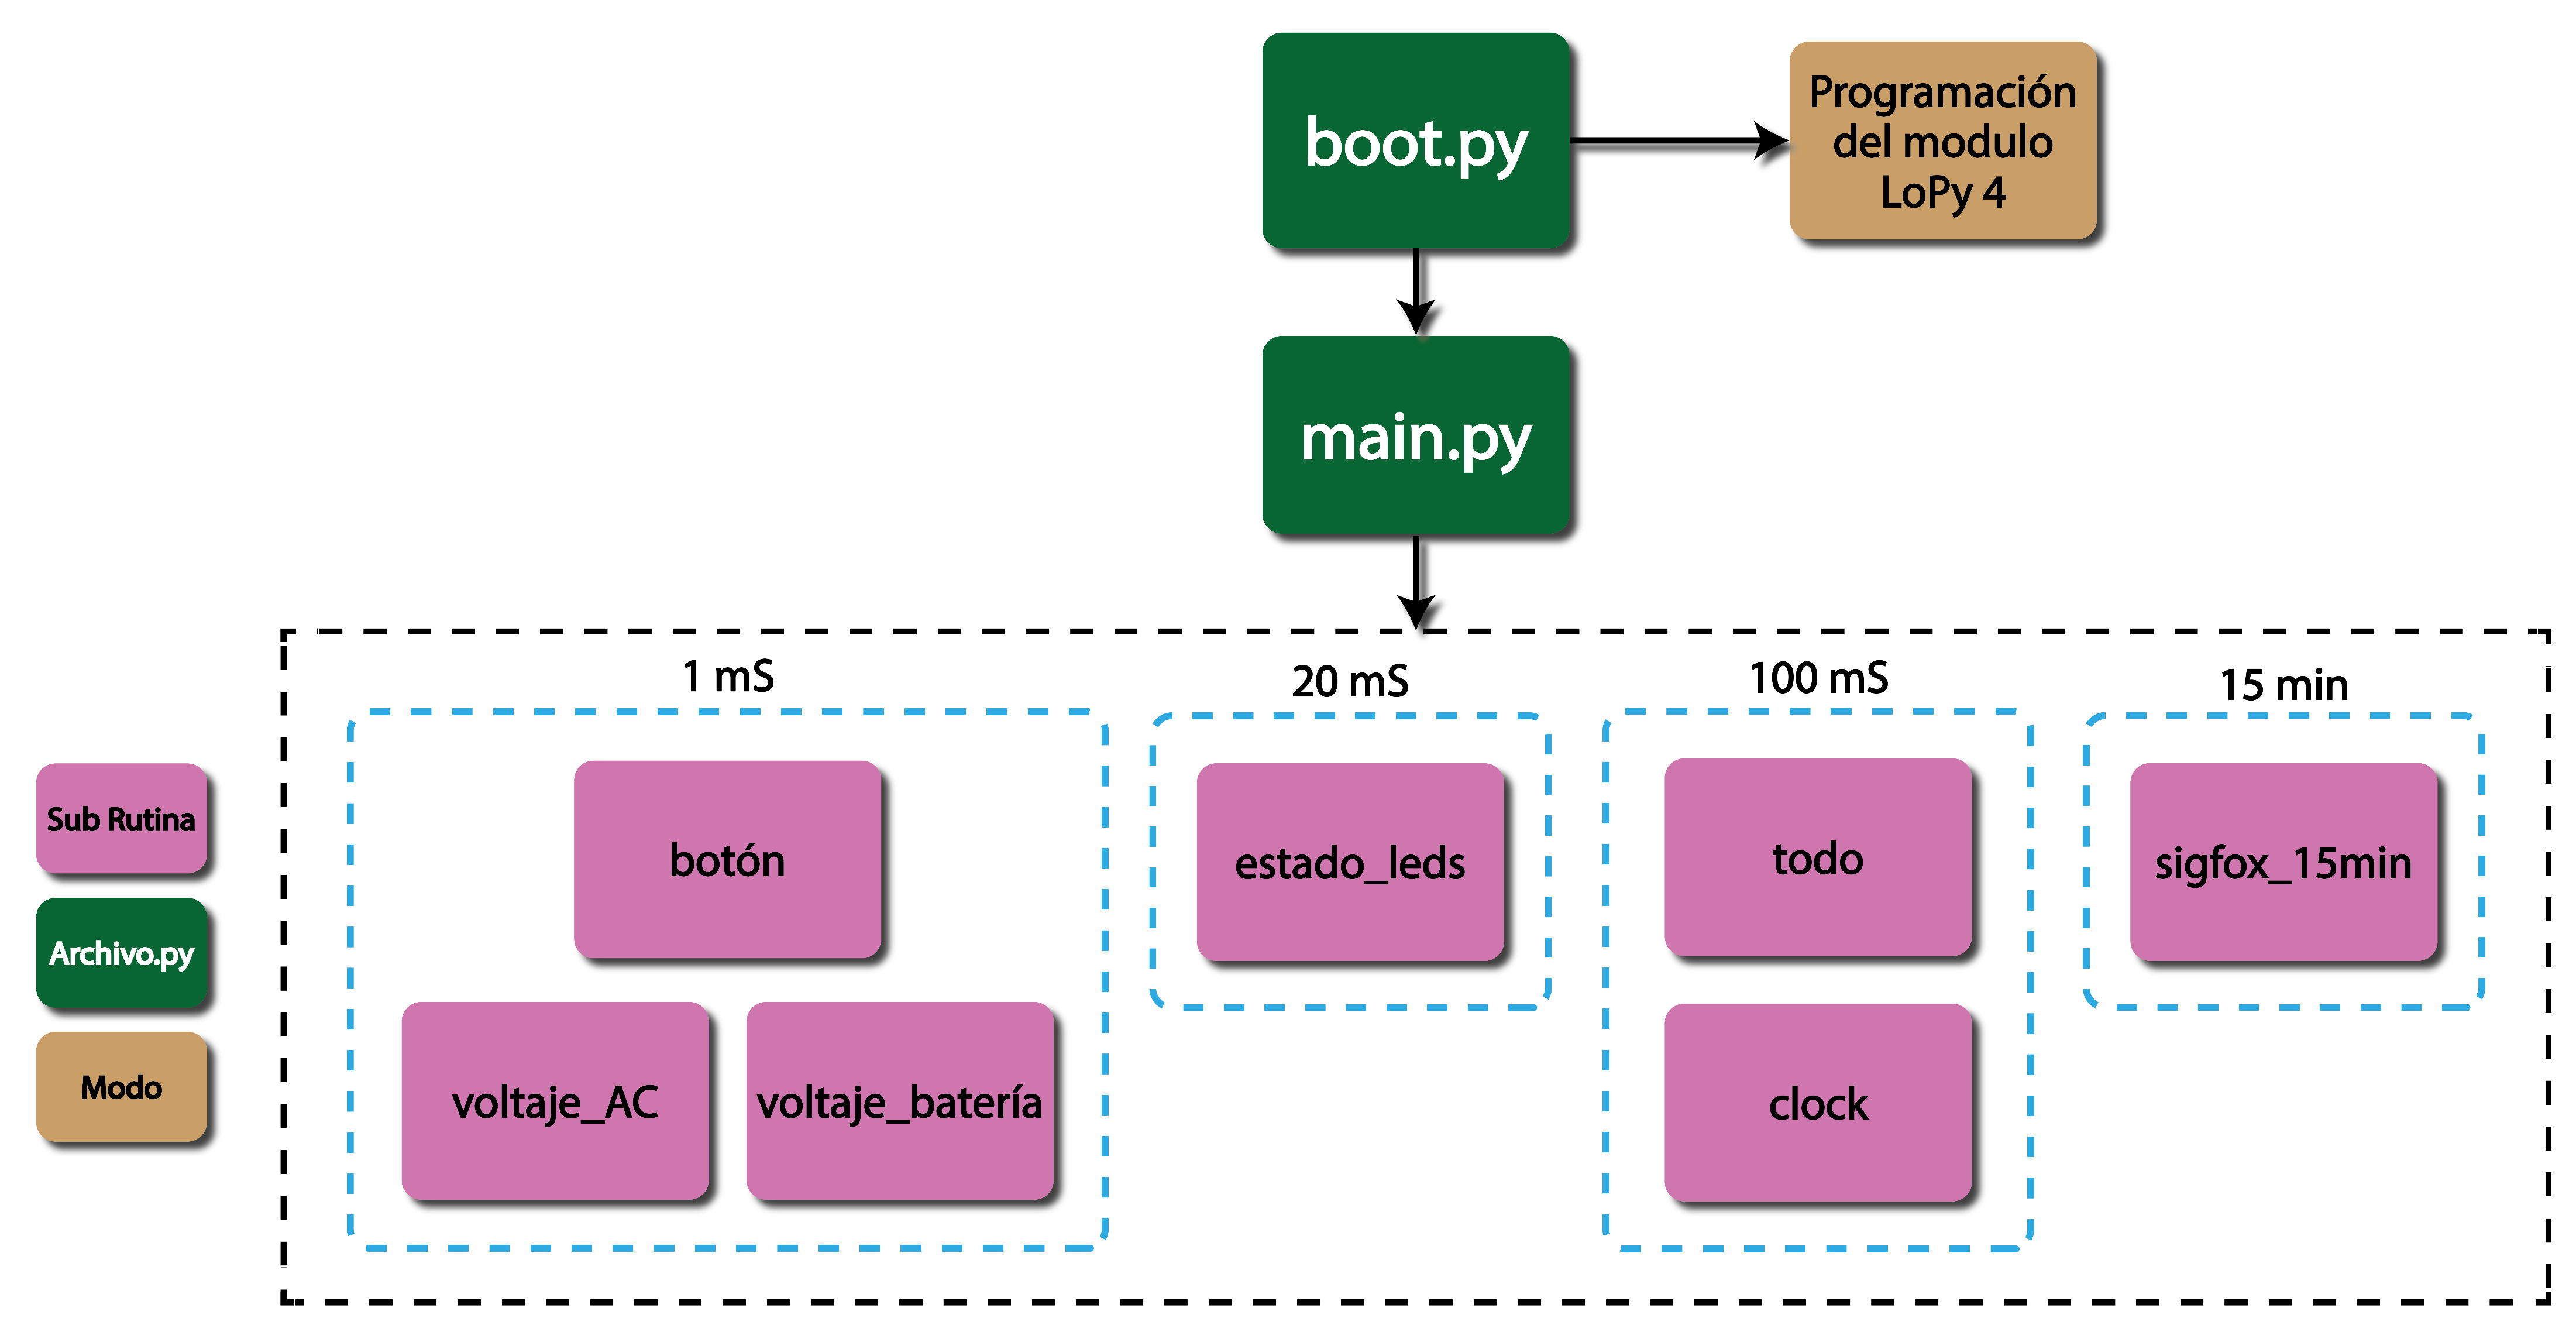 boot.py
Programación
del modulo
LoPy 4
main.py
1 mS
20 mS
100 mS
15 min
botón
estado_leds
todo
sigfox_15min
voltaje_AC
voltaje_batería
clock
Sub Rutina
Archivo.py
Modo